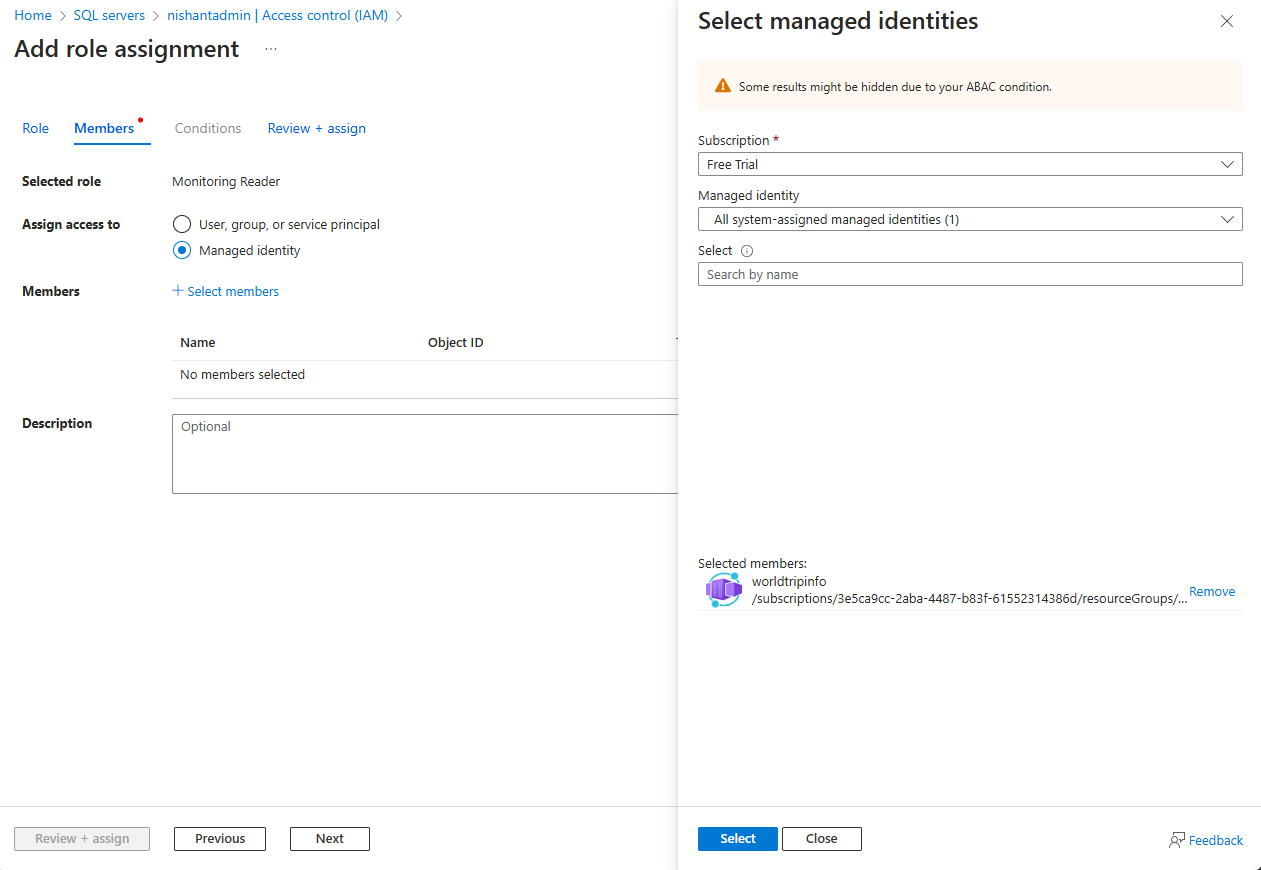 Home > SQL servers > nishantadmin | Access control (IAM) >
Add role assignment ...
Role Members Conditions Review + assign
Selected role Monitoring Reader
Assign access to User, group, or service principal
Managed identity
Members + Select members
Name Object ID
No members selected
Description Optional
Review + assign Previous Next
Select managed identities
Some results might be hidden due to your ABAC condition.
Subscription *
Free Trial
Managed identity
All system-assigned managed identities (1)
Select
Search by name
Selected members:
worldtripinfo
/subscriptions/3e5ca9cc-2aba-4487-b83f-61552314386d/resourceGroups/... Remove
Select Close Feedback